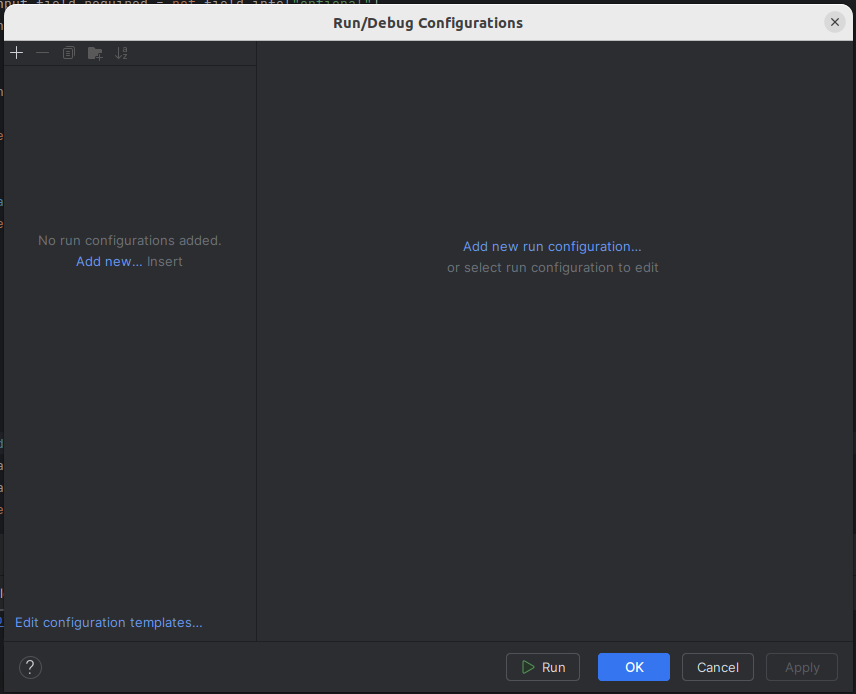 Run/Debug Configurations
No run configurations added.
Add new... Insert
Add new run configuration...
or select run configuration to edit
Edit configuration templates...
?
Run
OK
Cancel
Apply